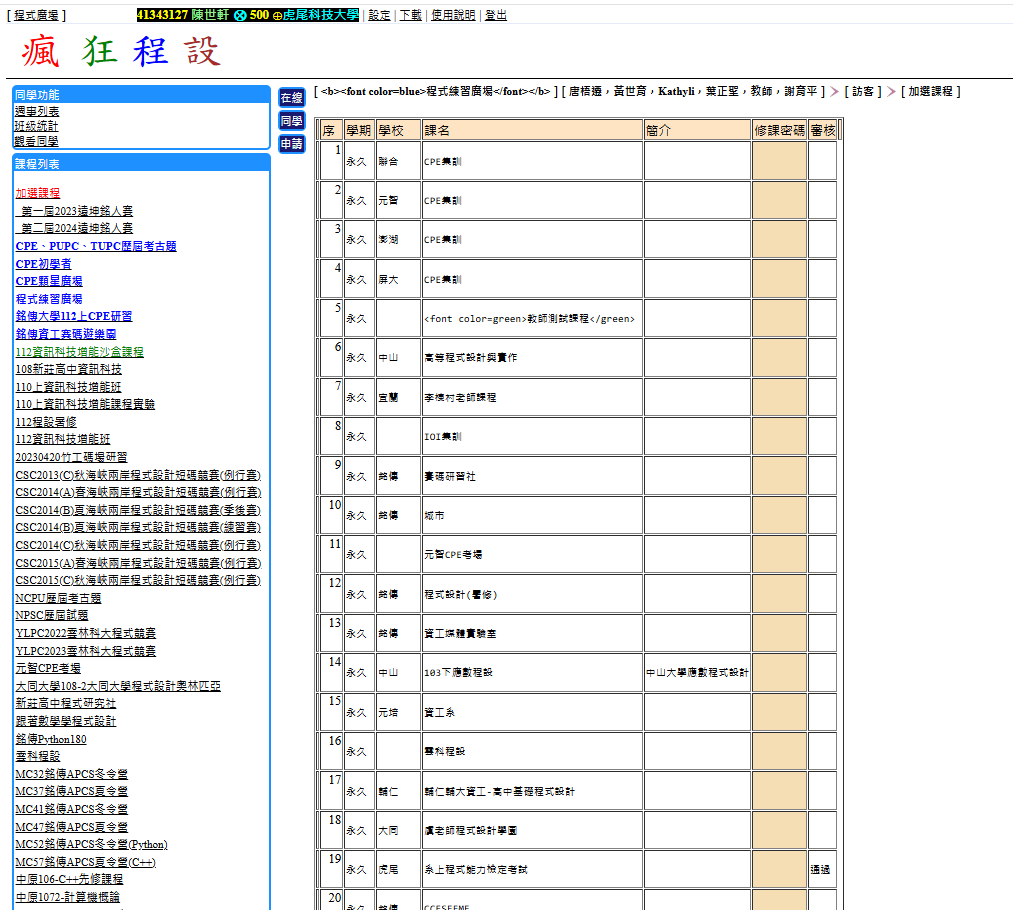 [ 程式廣場 ] 41343127 陳世軒 ⨂ 500 ⊕虎尾科技大學 | 設定 | 下載 | 使用說明 | 登出
瘋 狂 程 設
同學功能
週事列表
班級統計
觀看同學
課程列表
加選課程
第一屆2023遠坤銘人賽
第二屆2024遠坤銘人賽
CPE、PUPC、TUPC歷屆考古題
CPE初學者
CPE顆星廣場
程式練習廣場
銘傳大學112上CPE研習
銘傳資工賽碼遊樂園
112資訊科技增能沙盒課程
108新莊高中資訊科技
110上資訊科技增能班
110上資訊科技增能課程實驗
112程設暑修
112資訊科技增能班
20230420竹工碼場研習
CSC2013(C)秋海峽兩岸程式設計短碼競賽(例行賽)
CSC2014(A)春海峽兩岸程式設計短碼競賽(例行賽)
CSC2014(B)夏海峽兩岸程式設計短碼競賽(季後賽)
CSC2014(B)夏海峽兩岸程式設計短碼競賽(練習賽)
CSC2014(C)秋海峽兩岸程式設計短碼競賽(例行賽)
CSC2015(A)春海峽兩岸程式設計短碼競賽(例行賽)
CSC2015(C)秋海峽兩岸程式設計短碼競賽(例行賽)
NCPU歷屆考古題
NPSC歷屆試題
YLPC2022雲林科大程式競賽
YLPC2023雲林科大程式競賽
元智CPE考場
大同大學108-2大同大學程式設計奧林匹亞
新莊高中程式研究社
跟著數學學程式設計
銘傳Python180
雲科程設
MC32銘傳APCS冬令營
MC37銘傳APCS夏令營
MC41銘傳APCS冬令營
MC47銘傳APCS夏令營
MC52銘傳APCS冬令營(Python)
MC57銘傳APCS夏令營(C++)
中原106-C++先修課程
中原1072-計算機概論
在線
同學
申請
[ <b><font color=blue>程式練習廣場</font></b> ] [ 唐梧遷，黃世育，Kathyli，葉正聖，教師，謝育平 ] > [ 訪客 ] > [ 加選課程 ]
序 學期 學校 課名 簡介 修課密碼 審核
1 永久 聯合 CPE集訓
2 永久 元智 CPE集訓
3 永久 澎湖 CPE集訓
4 永久 屏大 CPE集訓
5 永久 <font color=green>教師測試課程</green>
6 永久 中山 高等程式設計與實作
7 永久 宜蘭 李棟村老師課程
8 永久 IOI集訓
9 永久 銘傳 賽碼研習社
10 永久 銘傳 城市
11 永久 元智CPE考場
12 永久 銘傳 程式設計(暑修)
13 永久 銘傳 資工媒體實驗室
14 永久 中山 103下應數程設 中山大學應數程式設計
15 永久 元培 資工系
16 永久 雲科程設
17 永久 輔仁 輔仁輔大資工-高中基礎程式設計
18 永久 大同 盧老師程式設計學園
19 永久 虎尾 系上程式能力檢定考試 通過
20 永久 銘傳